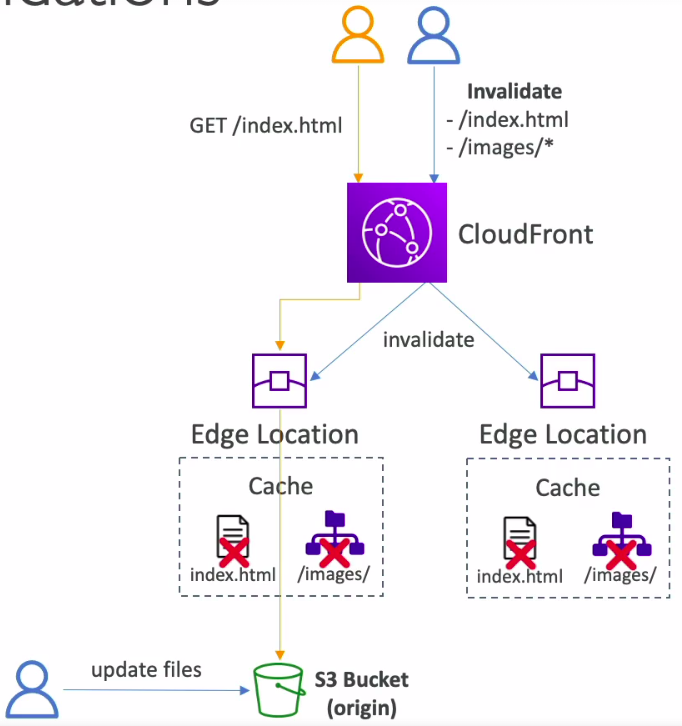 GET /index.html
Invalidate
- /index.html
- /images/*
CloudFront
invalidate
Edge Location
Edge Location
Cache
Cache
index.html
/images/
index.html
/images/
update files
S3 Bucket
(origin)